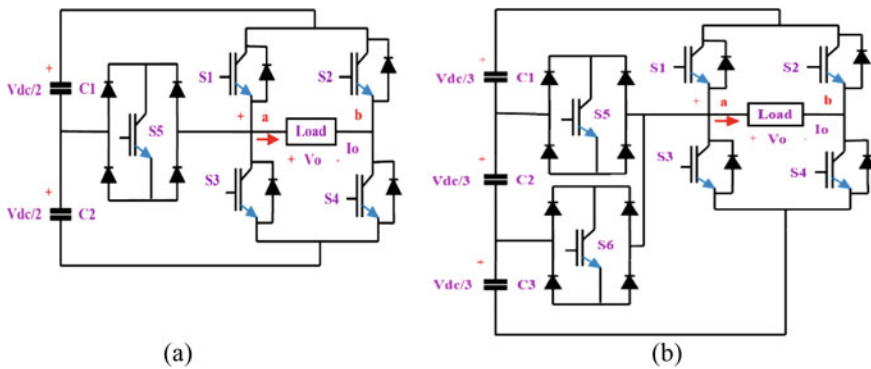 S1
S2
+
Vdc/2 C1
S5
+ a
b
Load
+ Vo - Io
S3
S4
+
Vdc/2 C2
(a)
S1
S2
+
Vdc/3 C1
S5
+ a
b
Load
+ Vo - Io
S3
S4
+
Vdc/3 C2
S6
+
Vdc/3 C3
(b)